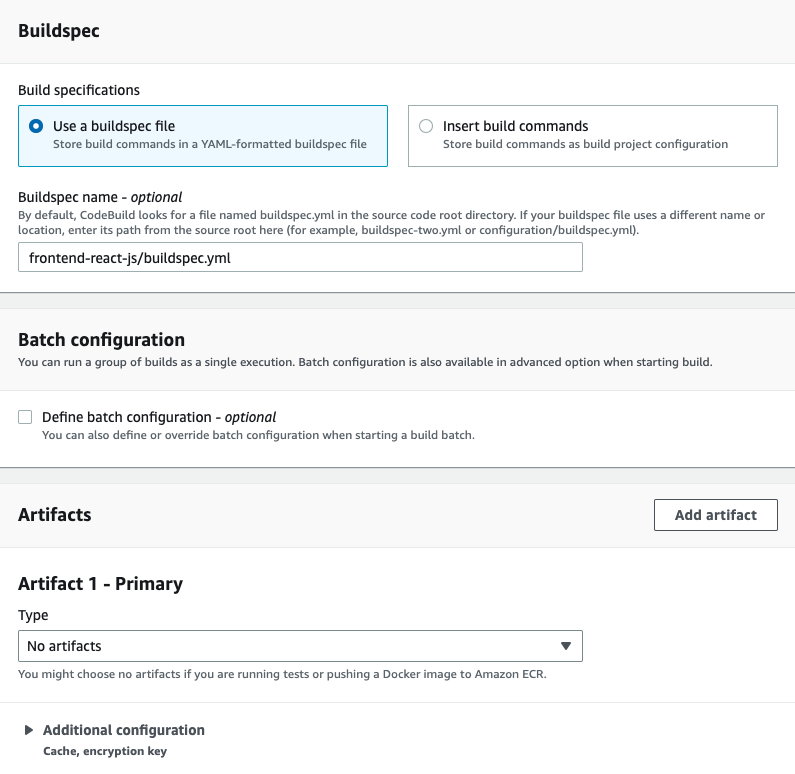 Buildspec
Build specifications
Use a buildspec file
Store build commands in a YAML-formatted buildspec file
Insert build commands
Store build commands as build project configuration
Buildspec name - optional
By default, CodeBuild looks for a file named buildspec.yml in the source code root directory. If your buildspec file uses a different name or
location, enter its path from the source root here (for example, buildspec-two.yml or configuration/buildspec.yml).
frontend-react-js/buildspec.yml
Batch configuration
You can run a group of builds as a single execution. Batch configuration is also available in advanced option when starting build.
Define batch configuration - optional
You can also define or override batch configuration when starting a build batch.
Artifacts
Add artifact
Artifact 1 - Primary
Type
No artifacts
You might choose no artifacts if you are running tests or pushing a Docker image to Amazon ECR.
Additional configuration
Cache, encryption key